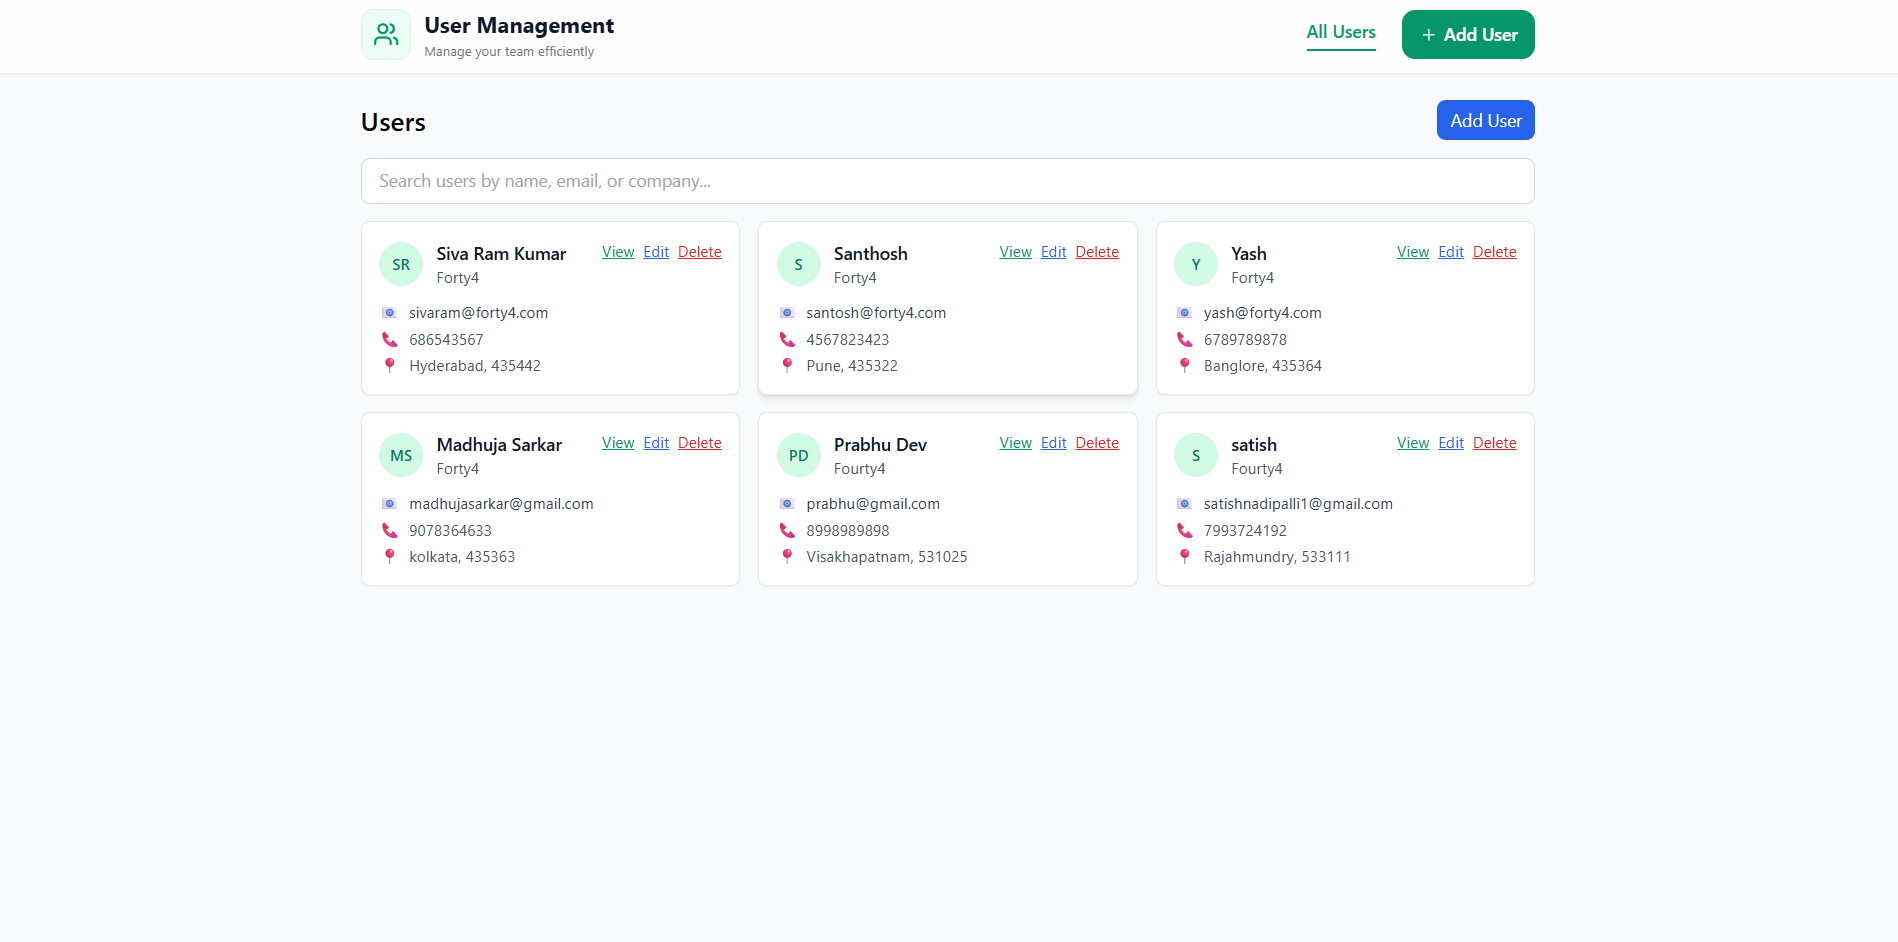 User Management
Manage your team efficiently
All Users
+ Add User
Users
Add User
Search users by name, email, or company...
SR
Siva Ram Kumar
View Edit Delete
Forty4
sivaram@forty4.com
686543567
Hyderabad, 435442
S
Santhosh
View Edit Delete
Forty4
santosh@forty4.com
4567823423
Pune, 435322
Y
Yash
View Edit Delete
Forty4
yash@forty4.com
6789789878
Banglore, 435364
MS
Madhuja Sarkar
View Edit Delete
Forty4
madhujasarkar@gmail.com
9078364633
kolkata, 435363
PD
Prabhu Dev
View Edit Delete
Fourty4
prabhu@gmail.com
8998989898
Visakhapatnam, 531025
S
satish
View Edit Delete
Fourty4
satishnadipalli1@gmail.com
7993724192
Rajahmundry, 533111